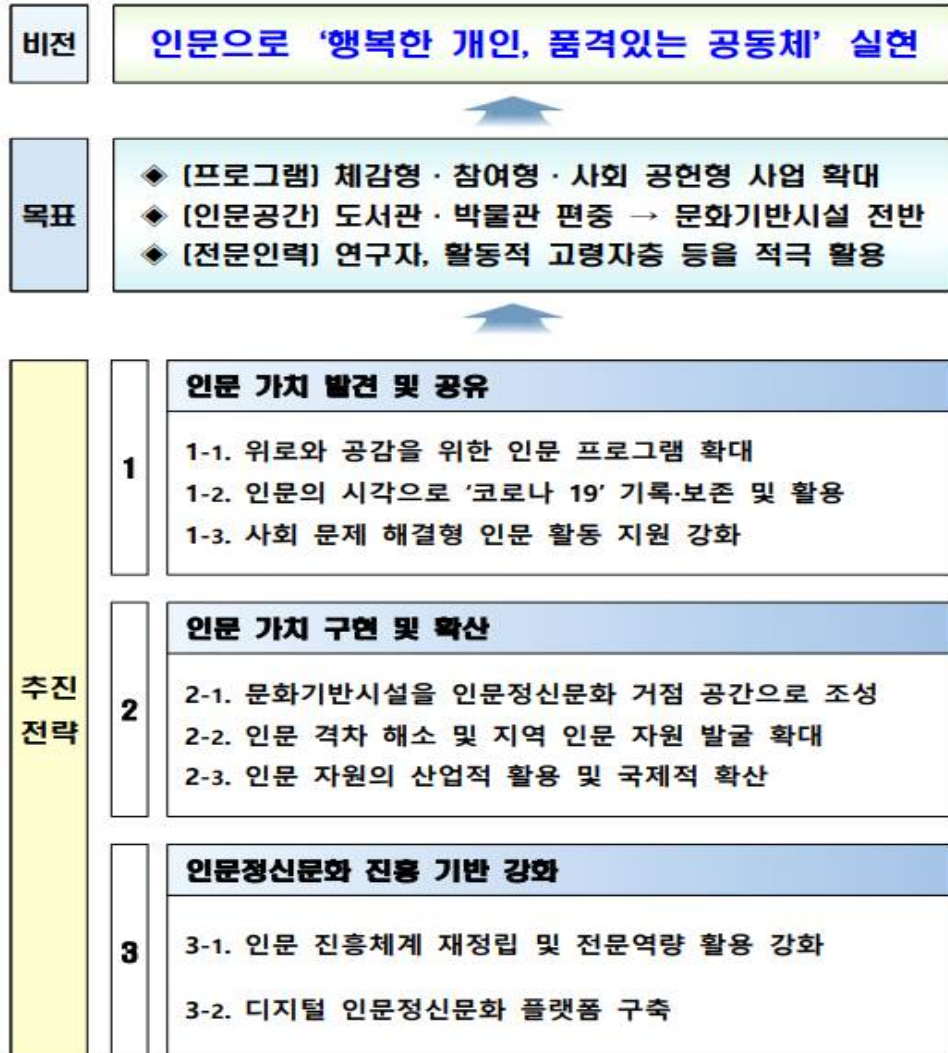 비전
인문으로 ‘행복한 개인, 품격있는 공동체’ 실현
목표
◈ [프로그램] 체감형 · 참여형 · 사회 공헌형 사업 확대
◈ [인문공간] 도서관 · 박물관 편중 → 문화기반시설 전반
◈ [전문인력] 연구자, 활동적 고령자층 등을 적극 활용
추진
전략
1
인문 가치 발견 및 공유
1-1. 위로와 공감을 위한 인문 프로그램 확대
1-2. 인문의 시각으로 ‘코로나 19’ 기록·보존 및 활용
1-3. 사회 문제 해결형 인문 활동 지원 강화
2
인문 가치 구현 및 확산
2-1. 문화기반시설을 인문정신문화 거점 공간으로 조성
2-2. 인문 격차 해소 및 지역 인문 자원 발굴 확대
2-3. 인문 자원의 산업적 활용 및 국제적 확산
3
인문정신문화 진흥 기반 강화
3-1. 인문 진흥체계 재정립 및 전문역량 활용 강화
3-2. 디지털 인문정신문화 플랫폼 구축